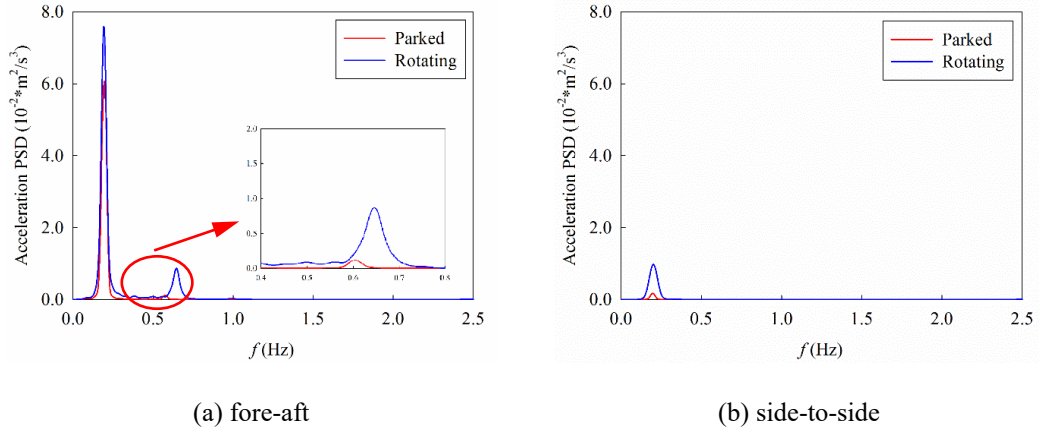 8.0
6.0
4.0
2.0
0.0
Acceleration PSD (10⁻²*m²/s³)
Parked
Rotating
2.0
1.5
1.0
0.5
0.0
0.4 0.5 0.6 0.7 0.8
0.0 0.5 1.0 1.5 2.0 2.5
f (Hz)
(a) fore-aft
8.0
6.0
4.0
2.0
0.0
Acceleration PSD (10⁻²*m²/s³)
Parked
Rotating
0.0 0.5 1.0 1.5 2.0 2.5
f (Hz)
(b) side-to-side